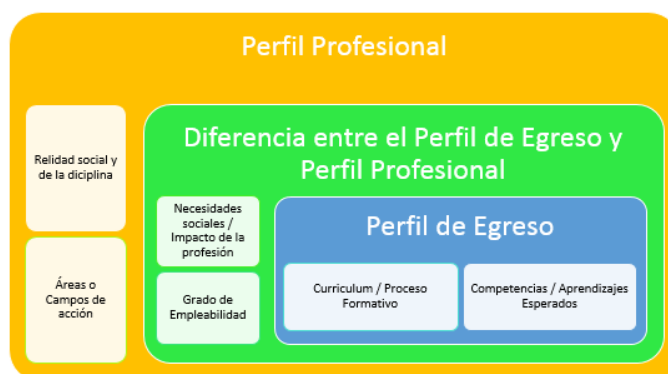 Perfil Profesional
Relidad social y
de la diciplina
Áreas o
Campos de
acción
Diferencia entre el Perfil de Egreso y
Perfil Profesional
Necesidades
sociales /
Impacto de la
profesión
Grado de
Empleabilidad
Perfil de Egreso
Curriculum / Proceso
Formativo
Competencias / Aprendizajes
Esperados